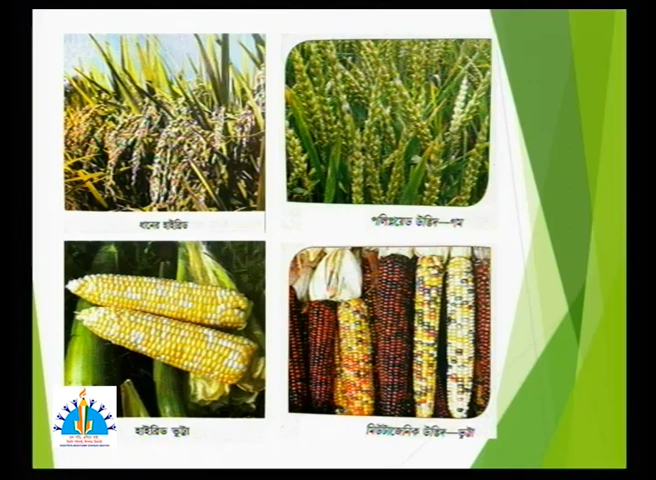 ধানের হাইব্রিড
পলিপ্লয়েড উদ্ভিদ—গম
হাইব্রিড ভুট্টা
মিউটাজেনিক উদ্ভিদ—ভুট্টা